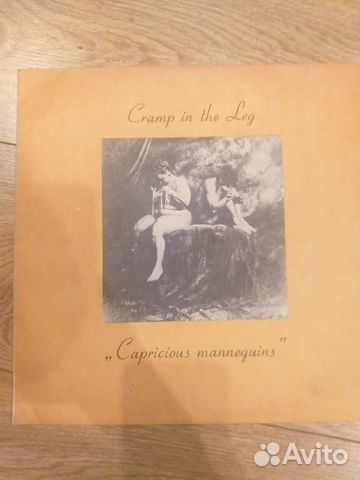 Cramp in the Leg
„Capricious mannequins”
Avito